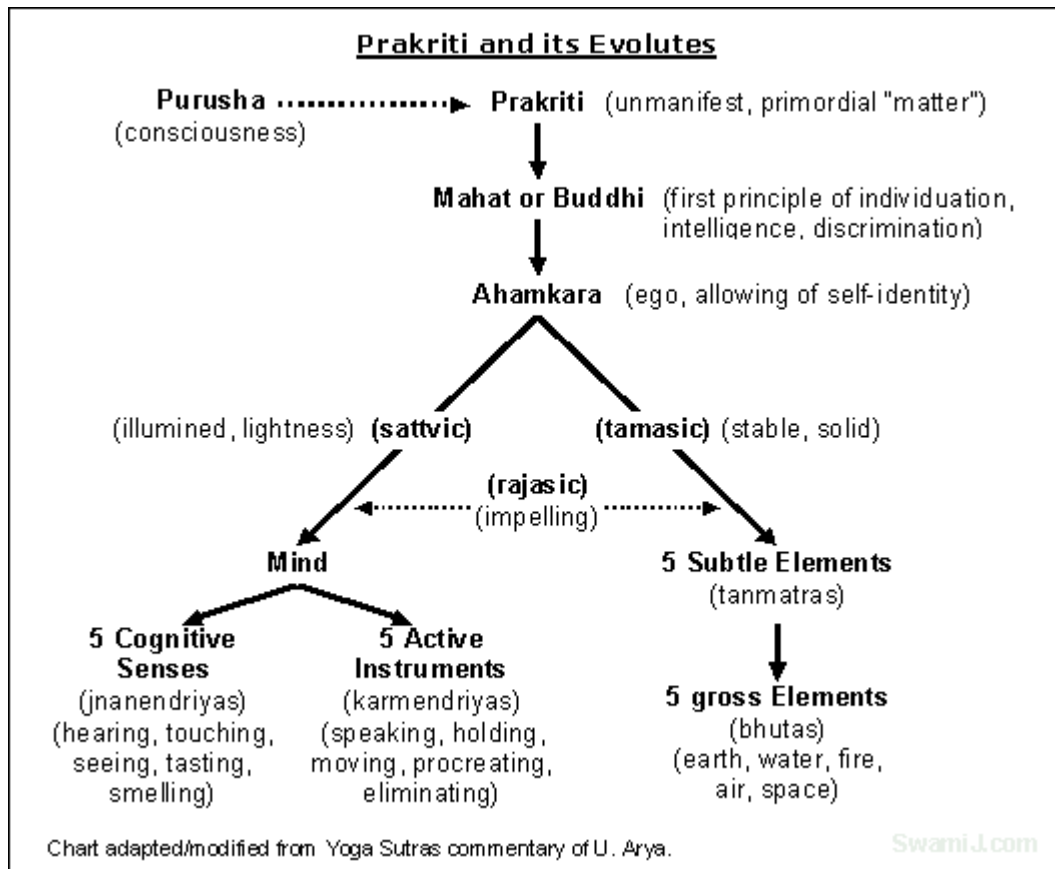 Prakriti and its Evolutes
Purusha Prakriti (unmanifest, primordial "matter")
(consciousness)
Mahat or Buddhi (first principle of individuation,
intelligence, discrimination)
Ahamkara (ego, allowing of self-identity)
(illumined, lightness) (sattvic) (tamasic) (stable, solid)
(rajasic)
(impelling)
Mind
5 Subtle Elements
(tanmatras)
5 Cognitive
Senses
(jnanendriyas)
(hearing, touching,
seeing, tasting,
smelling)
5 Active
Instruments
(karmendriyas)
(speaking, holding,
moving, procreating,
eliminating)
5 gross Elements
(bhutas)
(earth, water, fire,
air, space)
Chart adapted/modified from Yoga Sutras commentary of U. Arya.
SwamiJ.com